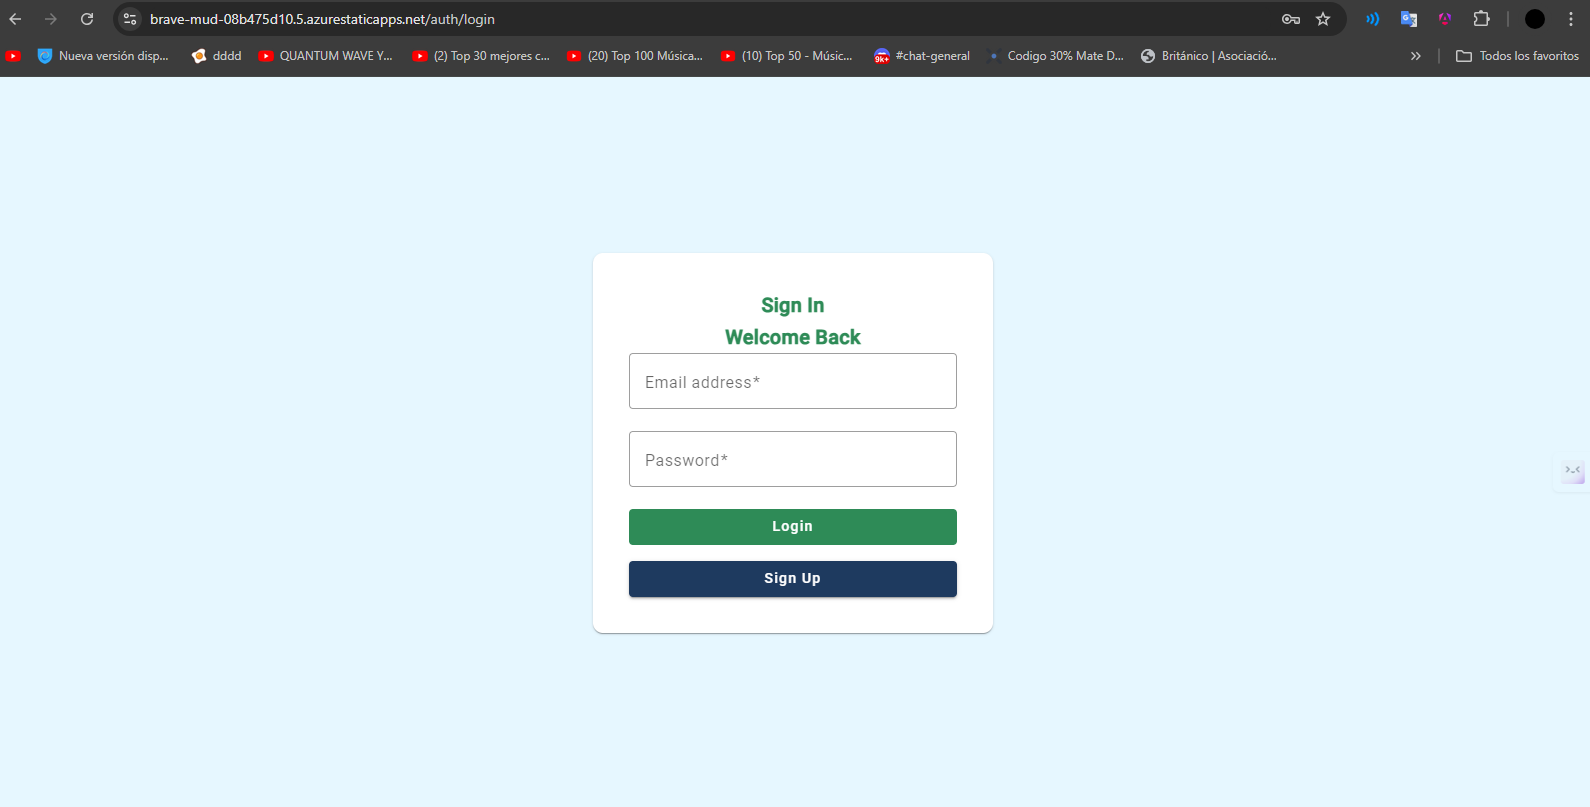 brave-mud-08b475d10.5.azurestaticapps.net/auth/login
Nueva versión disp... dddd QUANTUM WAVE Y... (2) Top 30 mejores c... (20) Top 100 Música... (10) Top 50 - Músic... 9k+ #chat-general Codigo 30% Mate D... Británico | Asociació... » Todos los favoritos
Sign In
Welcome Back
Email address*
Password*
Login
Sign Up